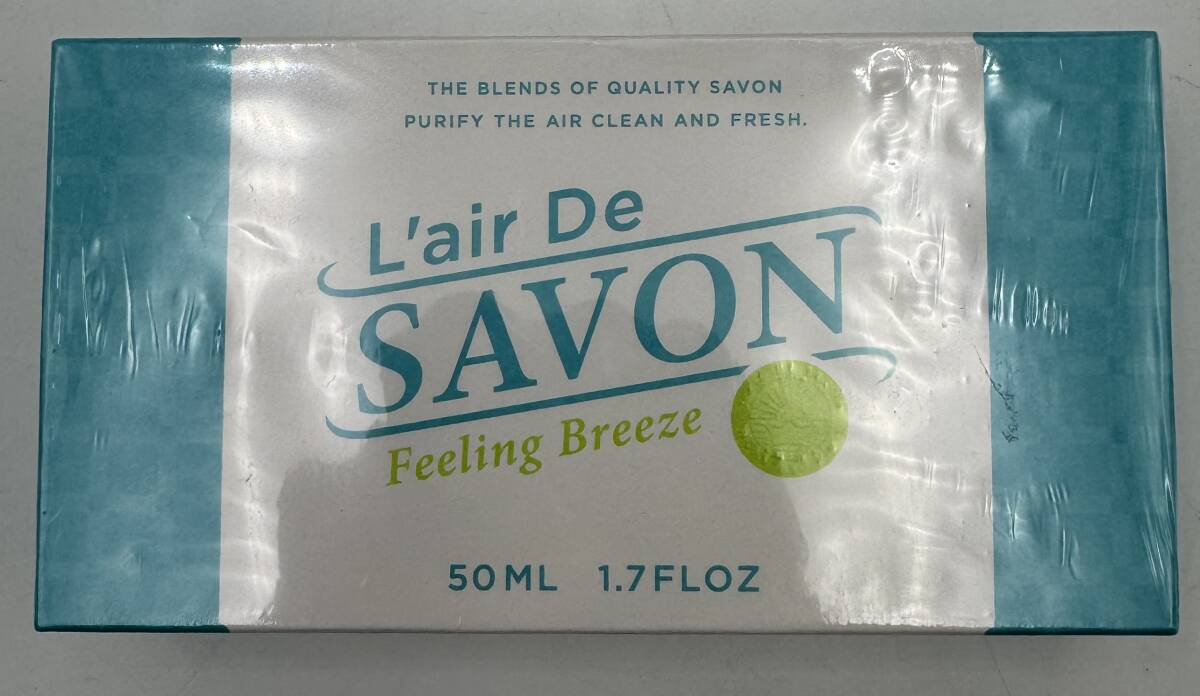 THE BLENDS OF QUALITY SAVON
PURIFY THE AIR CLEAN AND FRESH.
L'air De
SAVON
Feeling Breeze
50ML 1.7FLOZ